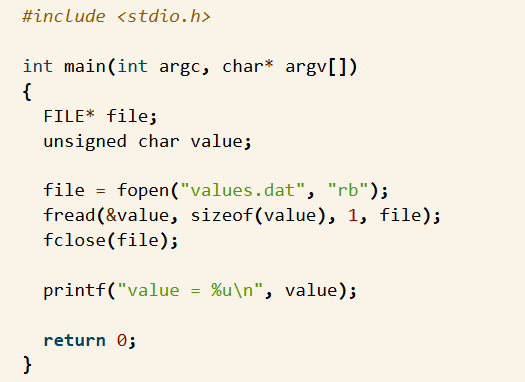 #include <stdio.h>
int main(int argc, char* argv[])
{
FILE* file;
unsigned char value;
file = fopen("values.dat", "rb");
fread(&value, sizeof(value), 1, file);
fclose(file);
printf("value = %u\n", value);
return 0;
}